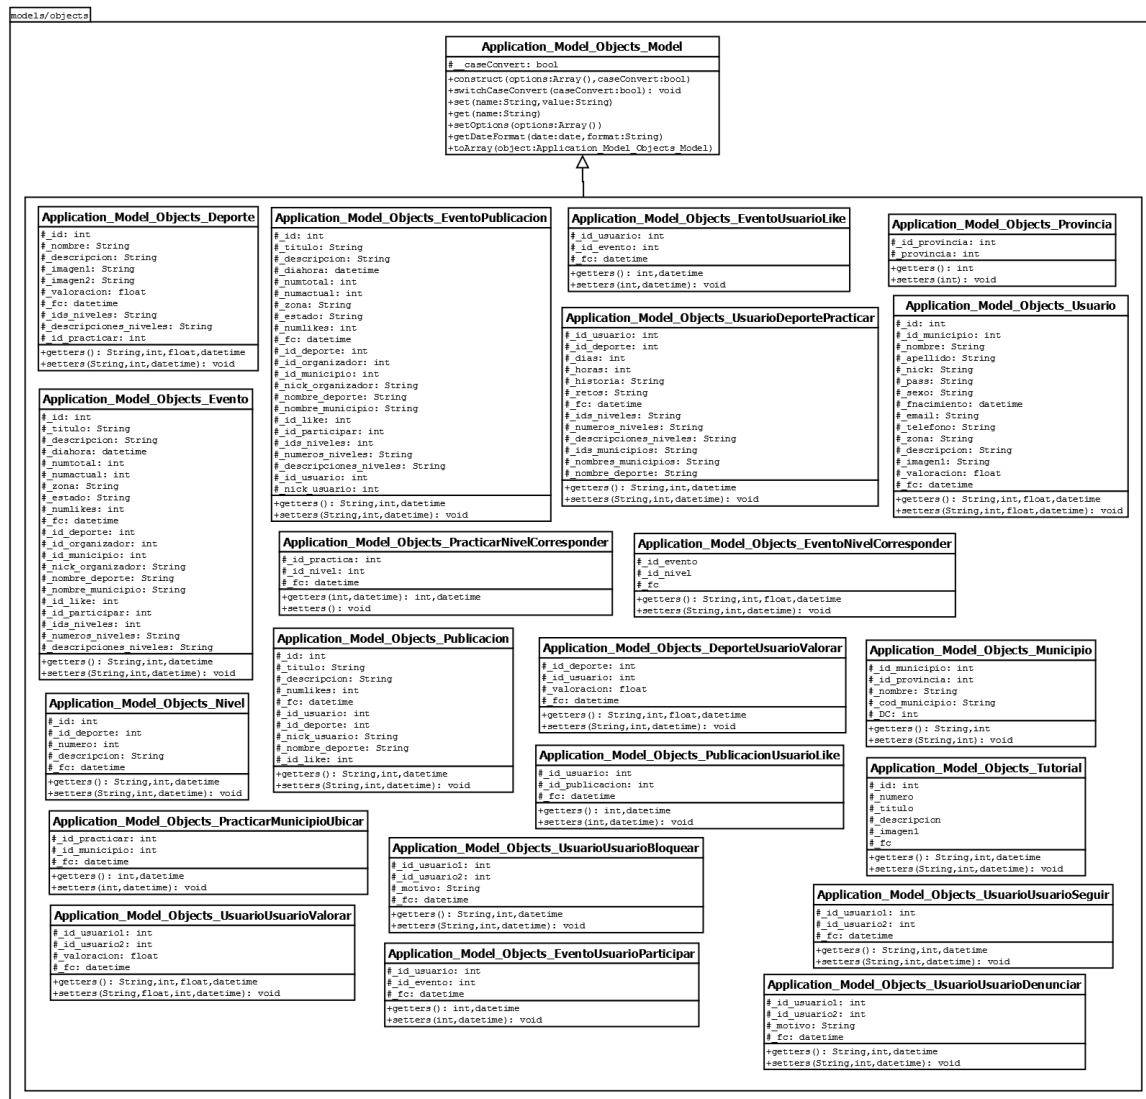 models/objects
Application_Model_Objects_Model
#__caseConvert: bool
+construct(options:Array(),caseConvert:bool)
+switchCaseConvert(caseConvert:bool): void
+set(name:String,value:String)
+get(name:String)
+setOptions(options:Array())
+getDateFormat(date:date,format:String)
+toArray(object:Application_Model_Objects_Model)
Application_Model_Objects_Deporte
#_id: int
#_nombre: String
#_descripcion: String
#_imagen1: String
#_imagen2: String
#_valoracion: float
#_fc: datetime
#_ids_niveles: String
#_descripciones_niveles: String
#_id_practicar: int
+getters(): String,int,float,datetime
+setters(String,int,datetime): void
Application_Model_Objects_EventoPublicacion
#_id: int
#_titulo: String
#_descripcion: String
#_diahora: datetime
#_numtotal: int
#_numactual: int
#_zona: String
#_estado: String
#_numlikes: int
#_fc: datetime
#_id_deporte: int
#_id_organizador: int
#_id_municipio: int
#_nick_organizador: String
#_nombre_deporte: String
#_nombre_municipio: String
#_id_like: int
#_id_participar: int
#_ids_niveles: int
#_numeros_niveles: String
#_descripciones_niveles: String
#_id_usuario: int
#_nick_usuario: int
+getters(): String,int,datetime
+setters(String,int,datetime): void
Application_Model_Objects_EventoUsuarioLike
#_id_usuario: int
#_id_evento: int
#_fc: datetime
+getters(): int,datetime
+setters(int,datetime): void
Application_Model_Objects_Provincia
#_id_provincia: int
#_provincia: int
+getters(): int
+setters(int): void
Application_Model_Objects_UsuarioDeportePracticar
#_id_usuario: int
#_id_deporte: int
#_dias: int
#_horas: int
#_historia: String
#_retos: String
#_fc: datetime
#_ids_niveles: String
#_numeros_niveles: String
#_descripciones_niveles: String
#_ids_municipios: String
#_nombres_municipios: String
#_nombre_deporte: String
+getters(): String,int,datetime
+setters(String,int,datetime): void
Application_Model_Objects_Usuario
#_id: int
#_id_municipio: int
#_nombre: String
#_apellido: String
#_nick: String
#_pass: String
#_sexo: String
#_fnacimiento: datetime
#_email: String
#_telefono: String
#_zona: String
#_descripcion: String
#_imagen1: String
#_valoracion: float
#_fc: datetime
+getters(): String,int,float,datetime
+setters(String,int,float,datetime): void
Application_Model_Objects_Evento
#_id: int
#_titulo: String
#_descripcion: String
#_diahora: datetime
#_numtotal: int
#_numactual: int
#_zona: String
#_estado: String
#_numlikes: int
#_fc: datetime
#_id_deporte: int
#_id_organizador: int
#_id_municipio: int
#_nick_organizador: String
#_nombre_deporte: String
#_nombre_municipio: String
#_id_like: int
#_id_participar: int
#_ids_niveles: int
#_numeros_niveles: String
#_descripciones_niveles: String
+getters(): String,int,datetime
+setters(String,int,datetime): void
Application_Model_Objects_PracticarNivelCorresponder
#_id_practica: int
#_id_nivel: int
#_fc: datetime
+getters(int,datetime): int,datetime
+setters(): void
Application_Model_Objects_EventoNivelCorresponder
#_id_evento
#_id_nivel
#_fc
+getters(): String,int,float,datetime
+setters(String,int,datetime): void
Application_Model_Objects_Publicacion
#_id: int
#_titulo: String
#_descripcion: String
#_numlikes: int
#_fc: datetime
#_id_usuario: int
#_id_deporte: int
#_nick_usuario: String
#_nombre_deporte: String
#_id_like: int
+getters(): String,int,datetime
+setters(String,int,datetime): void
Application_Model_Objects_DeporteUsuarioValorar
#_id_deporte: int
#_id_usuario: int
#_valoracion: float
#_fc: datetime
+getters(): String,int,float,datetime
+setters(String,int,datetime): void
Application_Model_Objects_Municipio
#_id_municipio: int
#_id_provincia: int
#_nombre: String
#_cod_municipio: String
#_DC: int
+getters(): String,int
+setters(String,int): void
Application_Model_Objects_Nivel
#_id: int
#_id_deporte: int
#_numero: int
#_descripcion: String
#_fc: datetime
+getters(): String,int,datetime
+setters(String,int,datetime): void
Application_Model_Objects_PublicacionUsuarioLike
#_id_usuario: int
#_id_publicacion: int
#_fc: datetime
+getters(): int,datetime
+setters(int,datetime): void
Application_Model_Objects_Tutorial
#_id: int
#_numero
#_titulo
#_descripcion
#_imagen1
#_fc
+getters(): String,int,datetime
+setters(String,int,datetime): void
Application_Model_Objects_PracticarMunicipioUbicar
#_id_practicar: int
#_id_municipio: int
#_fc: datetime
+getters(): int,datetime
+setters(int,datetime): void
Application_Model_Objects_UsuarioUsuarioBloquear
#_id_usuario1: int
#_id_usuario2: int
#_motivo: String
#_fc: datetime
+getters(): String,int,datetime
+setters(String,int,datetime): void
Application_Model_Objects_UsuarioUsuarioSeguir
#_id_usuario1: int
#_id_usuario2: int
#_fc: datetime
+getters(): String,int,datetime
+setters(String,int,datetime): void
Application_Model_Objects_UsuarioUsuarioValorar
#_id_usuario1: int
#_id_usuario2: int
#_valoracion: float
#_fc: datetime
+getters(): String,int,float,datetime
+setters(String,float,int,datetime): void
Application_Model_Objects_EventoUsuarioParticipar
#_id_usuario: int
#_id_evento: int
#_fc: datetime
+getters(): int,datetime
+setters(int,datetime): void
Application_Model_Objects_UsuarioUsuarioDenunciar
#_id_usuario1: int
#_id_usuario2: int
#_motivo: String
#_fc: datetime
+getters(): String,int,datetime
+setters(String,int,datetime): void